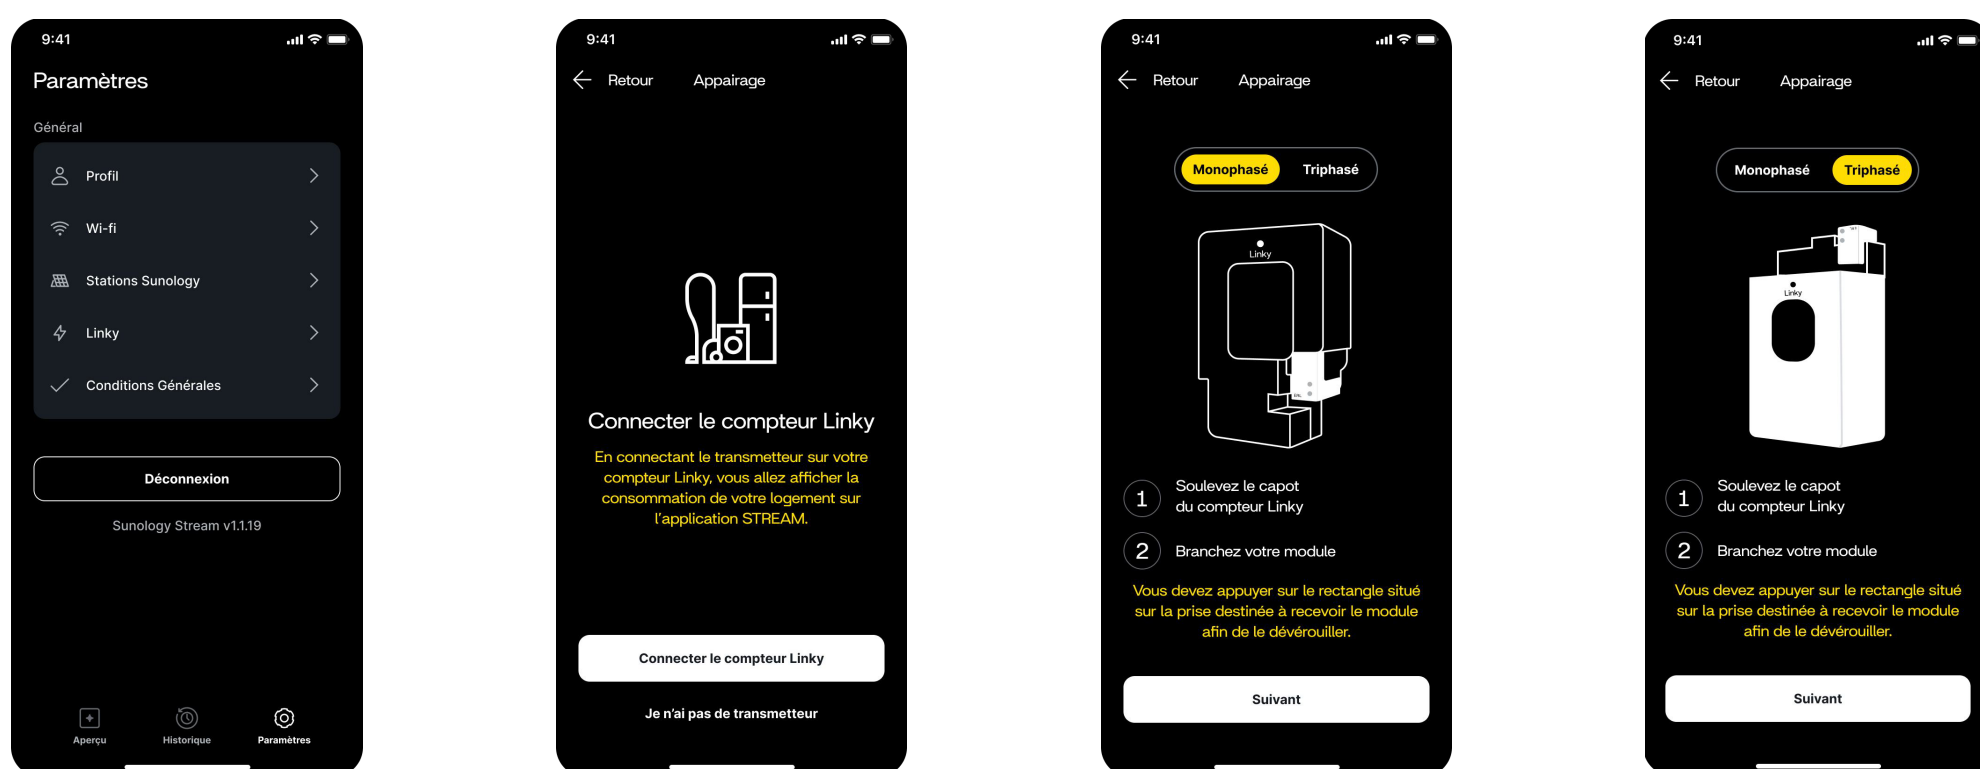 9:41
Paramètres
Général
Profil
Wi-fi
Stations Sunology
Linky
Conditions Générales
Déconnexion
Sunology Stream v1.1.19
Aperçu
Historique
Paramètres
9:41
Retour
Appairage
Connecter le compteur Linky
En connectant le transmetteur sur votre
compteur Linky, vous allez afficher la
consommation de votre logement sur
l'application STREAM.
Connecter le compteur Linky
Je n'ai pas de transmetteur
9:41
Retour
Appairage
Monophasé
Triphasé
Linky
1
Soulevez le capot
du compteur Linky
2
Branchez votre module
Vous devez appuyer sur le rectangle situé
sur la prise destinée à recevoir le module
afin de le dévérouiller.
Suivant
9:41
Retour
Appairage
Monophasé
Triphasé
Linky
1
Soulevez le capot
du compteur Linky
2
Branchez votre module
Vous devez appuyer sur le rectangle situé
sur la prise destinée à recevoir le module
afin de le dévérouiller.
Suivant